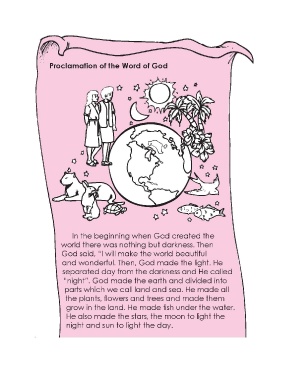 Proclamation of the Word of God
In the beginning when God created the
world there was nothing but darkness. Then
God said, "I will make the world beautiful
and wonderful. Then, God made the light. He
separated day from the darkness and He called
"night". God made the earth and divided into
parts which we call land and sea. He made all
the plants, flowers and trees and made them
grow in the land. He made fish under the water.
He also made the stars, the moon to light the
night and sun to light the day.